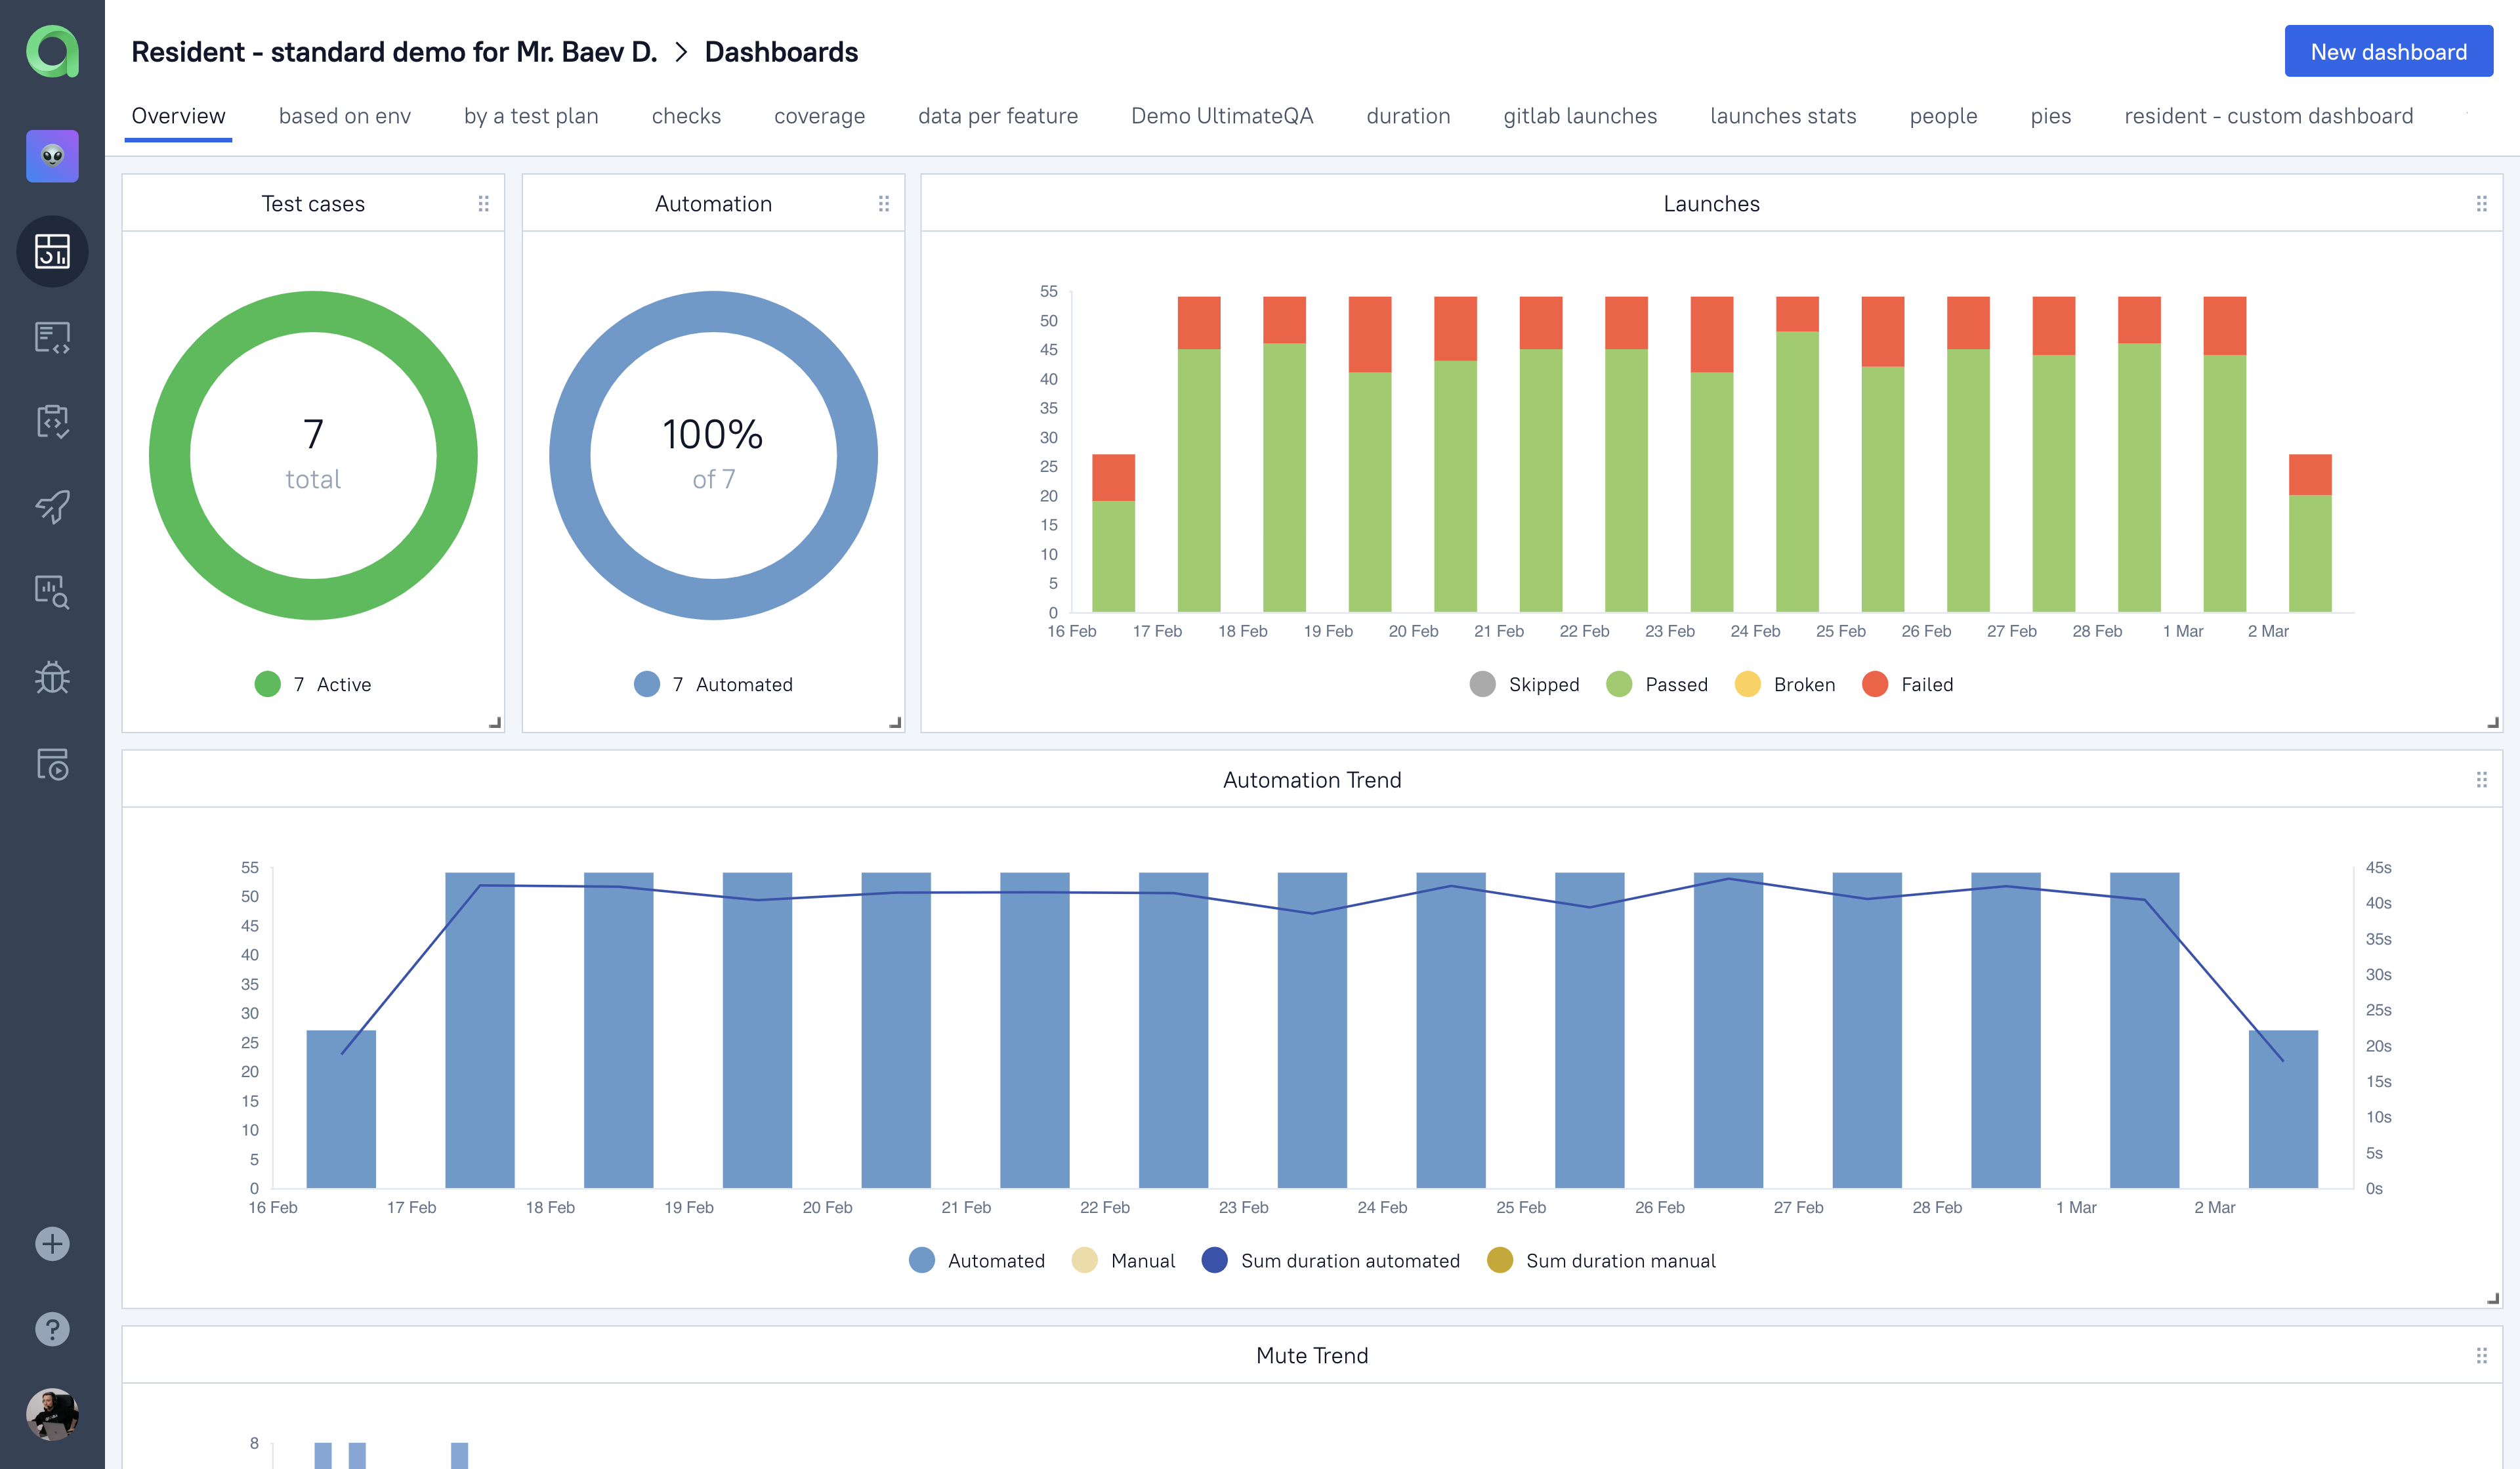 Resident - standard demo for Mr. Baev D. > Dashboards
New dashboard
Overview based on env by a test plan checks coverage data per feature Demo UltimateQA duration gitlab launches launches stats people pies resident - custom dashboard
Test cases
7
total
7 Active
Automation
100%
of 7
7 Automated
Launches
55
50
45
40
35
30
25
20
15
10
5
0
16 Feb 17 Feb 18 Feb 19 Feb 20 Feb 21 Feb 22 Feb 23 Feb 24 Feb 25 Feb 26 Feb 27 Feb 28 Feb 1 Mar 2 Mar
Skipped Passed Broken Failed
Automation Trend
55
50
45
40
35
30
25
20
15
10
5
0
45s
40s
35s
30s
25s
20s
15s
10s
5s
0s
16 Feb 17 Feb 18 Feb 19 Feb 20 Feb 21 Feb 22 Feb 23 Feb 24 Feb 25 Feb 26 Feb 27 Feb 28 Feb 1 Mar 2 Mar
Automated Manual Sum duration automated Sum duration manual
Mute Trend
8